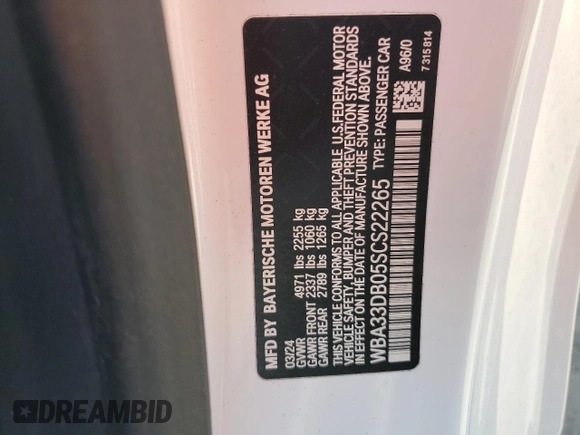 MFD BY BAYERISCHE MOTOREN WERKE AG
03/24
GVWR 4971 lbs 2255 kg
GAWR FRONT 2337 lbs 1060 kg
GAWR REAR 2789 lbs 1265 kg
THIS VEHICLE CONFORMS TO ALL APPLICABLE U.S.FEDERAL MOTOR
VEHICLE SAFETY, BUMPER AND THEFT PREVENTION STANDARDS
IN EFFECT ON THE DATE OF MANUFACTURE SHOWN ABOVE.
WBA33DB05SCS22265 TYPE: PASSENGER CAR
A96/0
7 315 814
DREAMBID